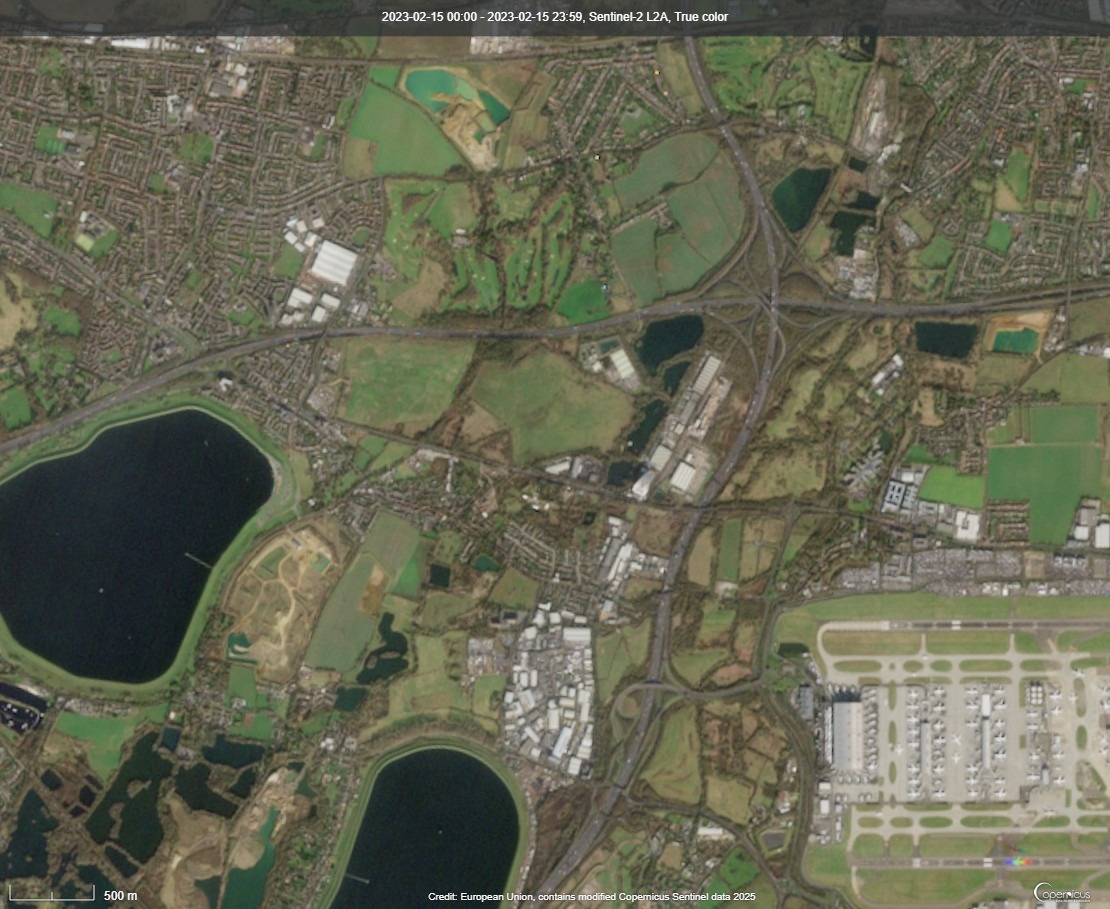 2023-02-15 00:00 - 2023-02-15 23:59, Sentinel-2 L2A, True color
500 m
Credit: European Union, contains modified Copernicus Sentinel data 2025
Copernicus